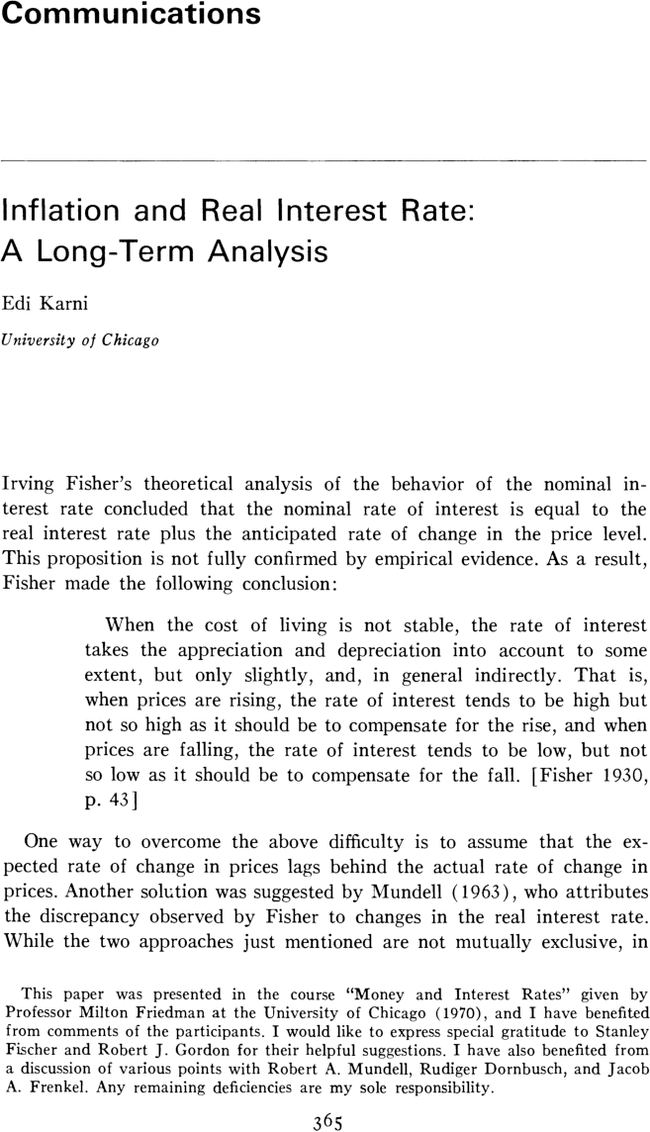 Communications
Inflation and Real Interest Rate:
A Long-Term Analysis
Edi Karni
University of Chicago
Irving Fisher's theoretical analysis of the behavior of the nominal in-
terest rate concluded that the nominal rate of interest is equal to the
real interest rate plus the anticipated rate of change in the price level.
This proposition is not fully confirmed by empirical evidence. As a result,
Fisher made the following conclusion:
When the cost of living is not stable, the rate of interest
takes the appreciation and depreciation into account to some
extent, but only slightly, and, in general indirectly. That is,
when prices are rising, the rate of interest tends to be high but
not so high as it should be to compensate for the rise, and when
prices are falling, the rate of interest tends to be low, but not
so low as it should be to compensate for the fall. [Fisher 1930,
p. 43]
One way to overcome the above difficulty is to assume that the ex-
pected rate of change in prices lags behind the actual rate of change in
prices. Another solution was suggested by Mundell (1963), who attributes
the discrepancy observed by Fisher to changes in the real interest rate.
While the two approaches just mentioned are not mutually exclusive, in
This paper was presented in the course "Money and Interest Rates" given by
Professor Milton Friedman at the University of Chicago (1970), and I have benefited
from comments of the participants. I would like to express special gratitude to Stanley
Fischer and Robert J. Gordon for their helpful suggestions. I have also benefited from
a discussion of various points with Robert A. Mundell, Rudiger Dornbusch, and Jacob
A. Frenkel. Any remaining deficiencies are my sole responsibility.
365